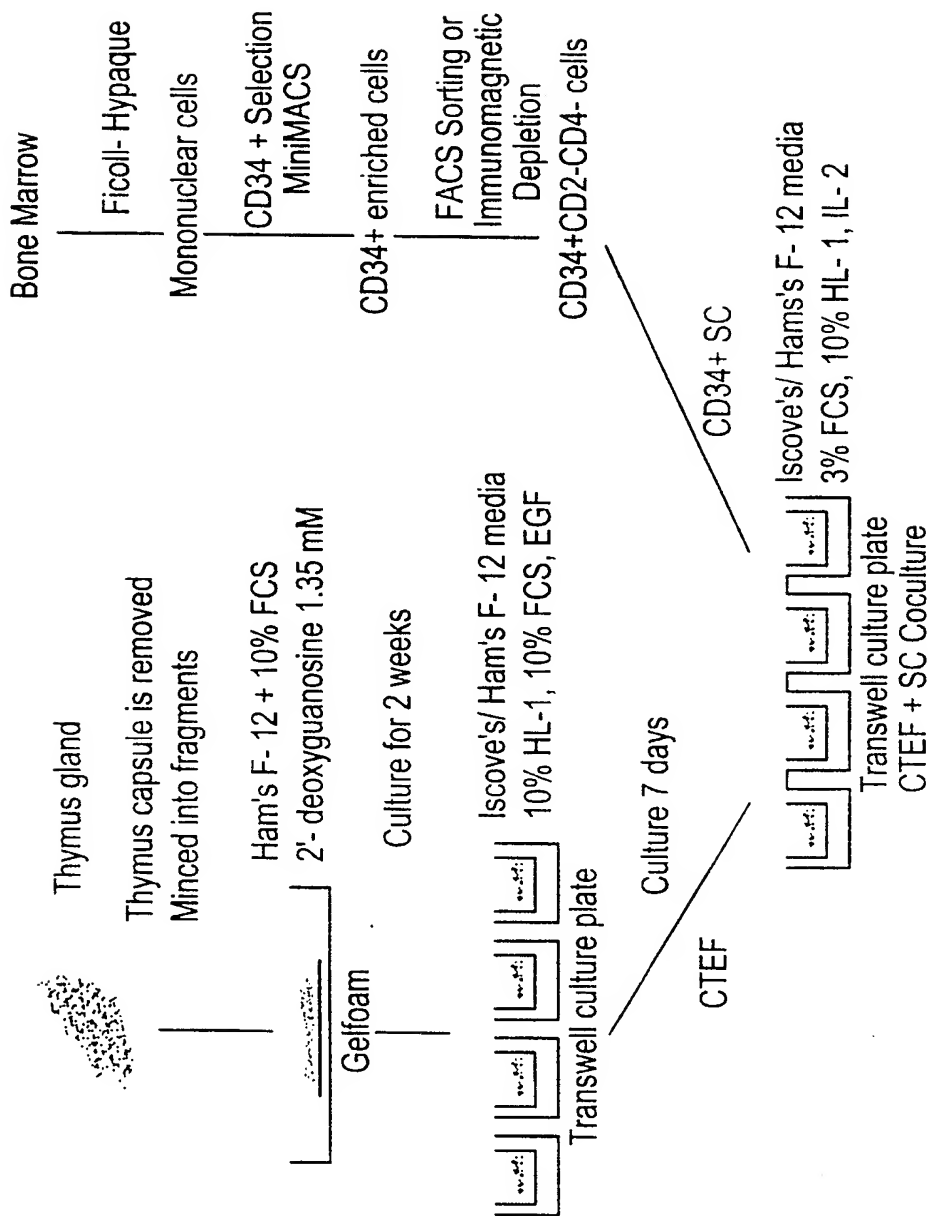 Thymus gland
Thymus capsule is removed
Minced into fragments
Ham's F- 12 + 10% FCS
2'- deoxyguanosine 1.35 mM
Gelfoam
Culture for 2 weeks
Iscove's/ Ham's F- 12 media
10% HL-1, 10% FCS, EGF
Transwell culture plate
Culture 7 days
CTEF
Bone Marrow
Ficoll- Hypaque
Mononuclear cells
CD34 + Selection
MiniMACS
CD34+ enriched cells
FACS Sorting or
Immunomagnetic
Depletion
CD34+CD2-CD4- cells
CD34+ SC
Iscove's/ Hams's F- 12 media
3% FCS, 10% HL- 1, IL- 2
Transwell culture plate
CTEF + SC Coculture